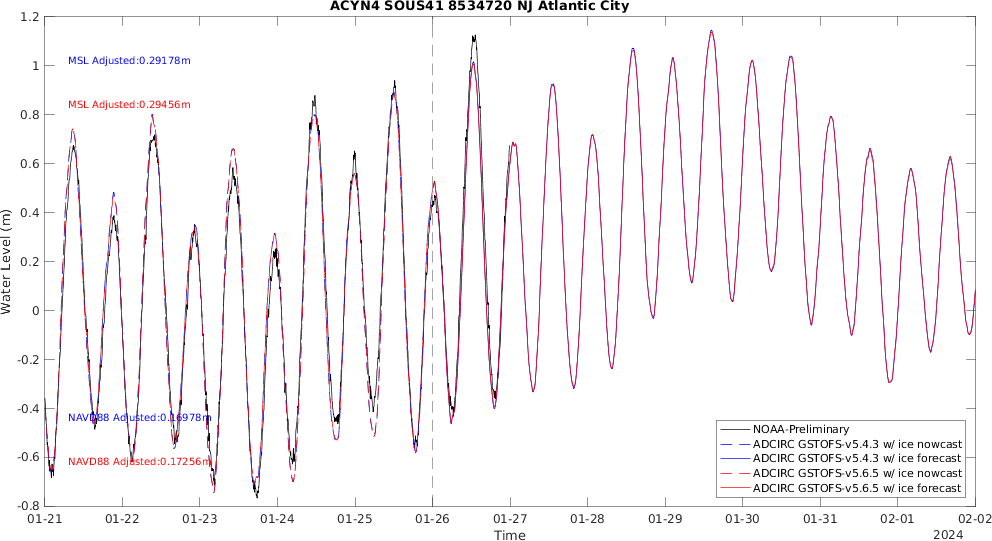 ACYN4 SOUS41 8534720 NJ Atlantic City
1.2
1
0.8
0.6
0.4
0.2
0
-0.2
-0.4
-0.6
-0.8
Water Level (m)
MSL Adjusted:0.29178m
MSL Adjusted:0.29456m
NAVD88 Adjusted:0.16978m
NAVD88 Adjusted:0.17256m
NOAA-Preliminary
ADCIRC GSTOFS-v5.4.3 w/ ice nowcast
ADCIRC GSTOFS-v5.4.3 w/ ice forecast
ADCIRC GSTOFS-v5.6.5 w/ ice nowcast
ADCIRC GSTOFS-v5.6.5 w/ ice forecast
01-21 01-22 01-23 01-24 01-25 01-26 01-27 01-28 01-29 01-30 01-31 02-01 02-02
Time
2024